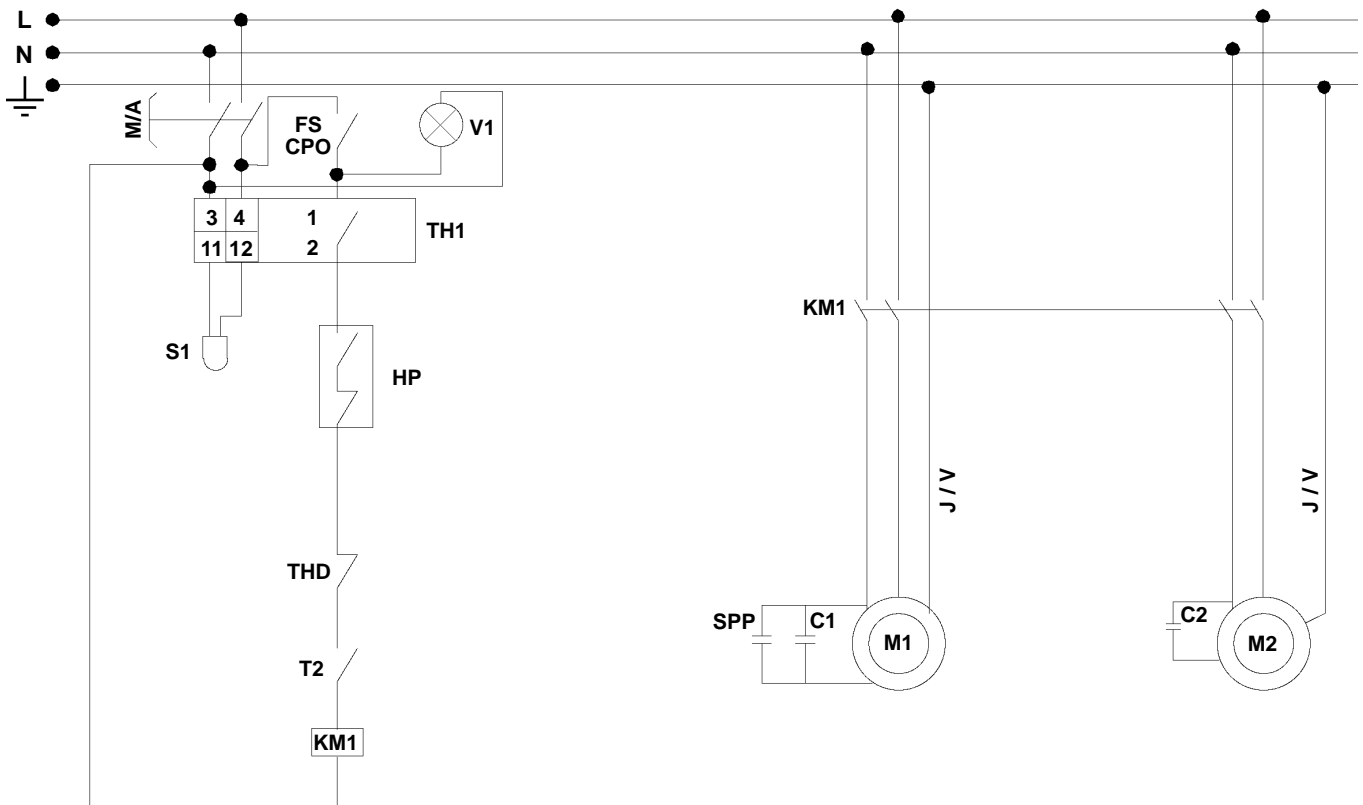 L
N
M/A
FS
CPO
V1
3 4 1
11 12 2
TH1
S1
HP
KM1
J / V
J / V
THD
SPP
C1
M1
C2
M2
T2
KM1